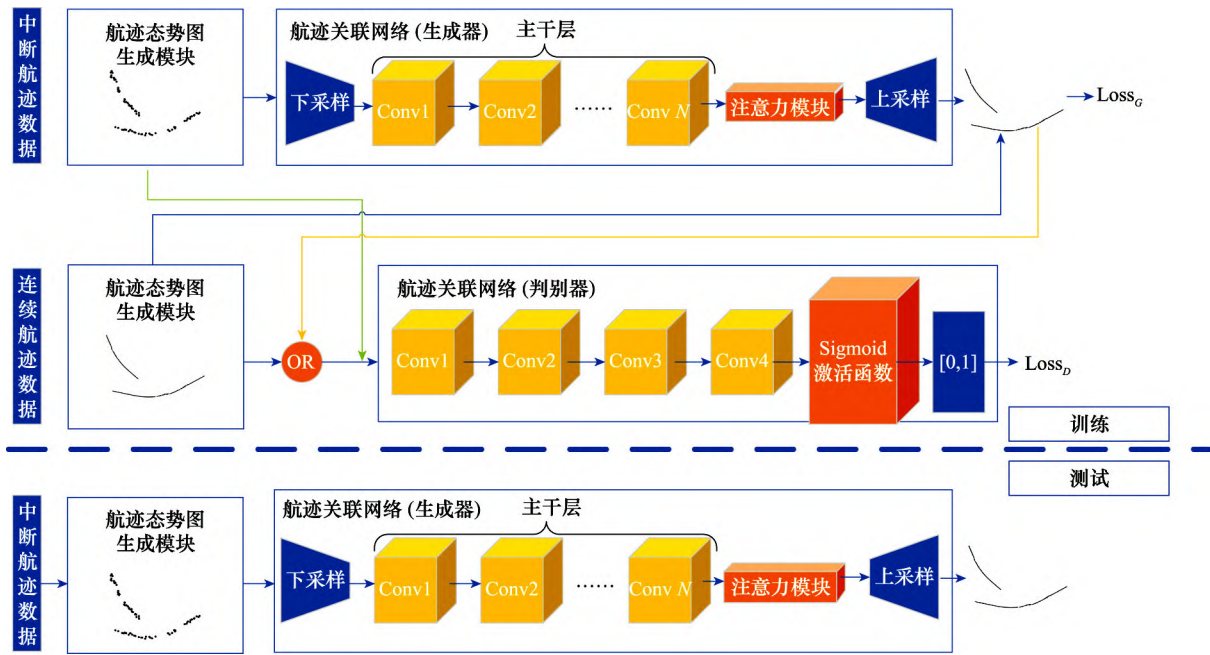 中断航迹数据
航迹态势图
生成模块
航迹关联网络 (生成器)
主干层
下采样
Conv1
Conv2
……
Conv N
注意力模块
上采样
Loss_G
连续航迹数据
航迹态势图
生成模块
OR
航迹关联网络 (判别器)
Conv1
Conv2
Conv3
Conv4
Sigmoid
激活函数
[0,1]
Loss_D
训练
测试
中断航迹数据
航迹态势图
生成模块
航迹关联网络 (生成器)
主干层
下采样
Conv1
Conv2
……
Conv N
注意力模块
上采样